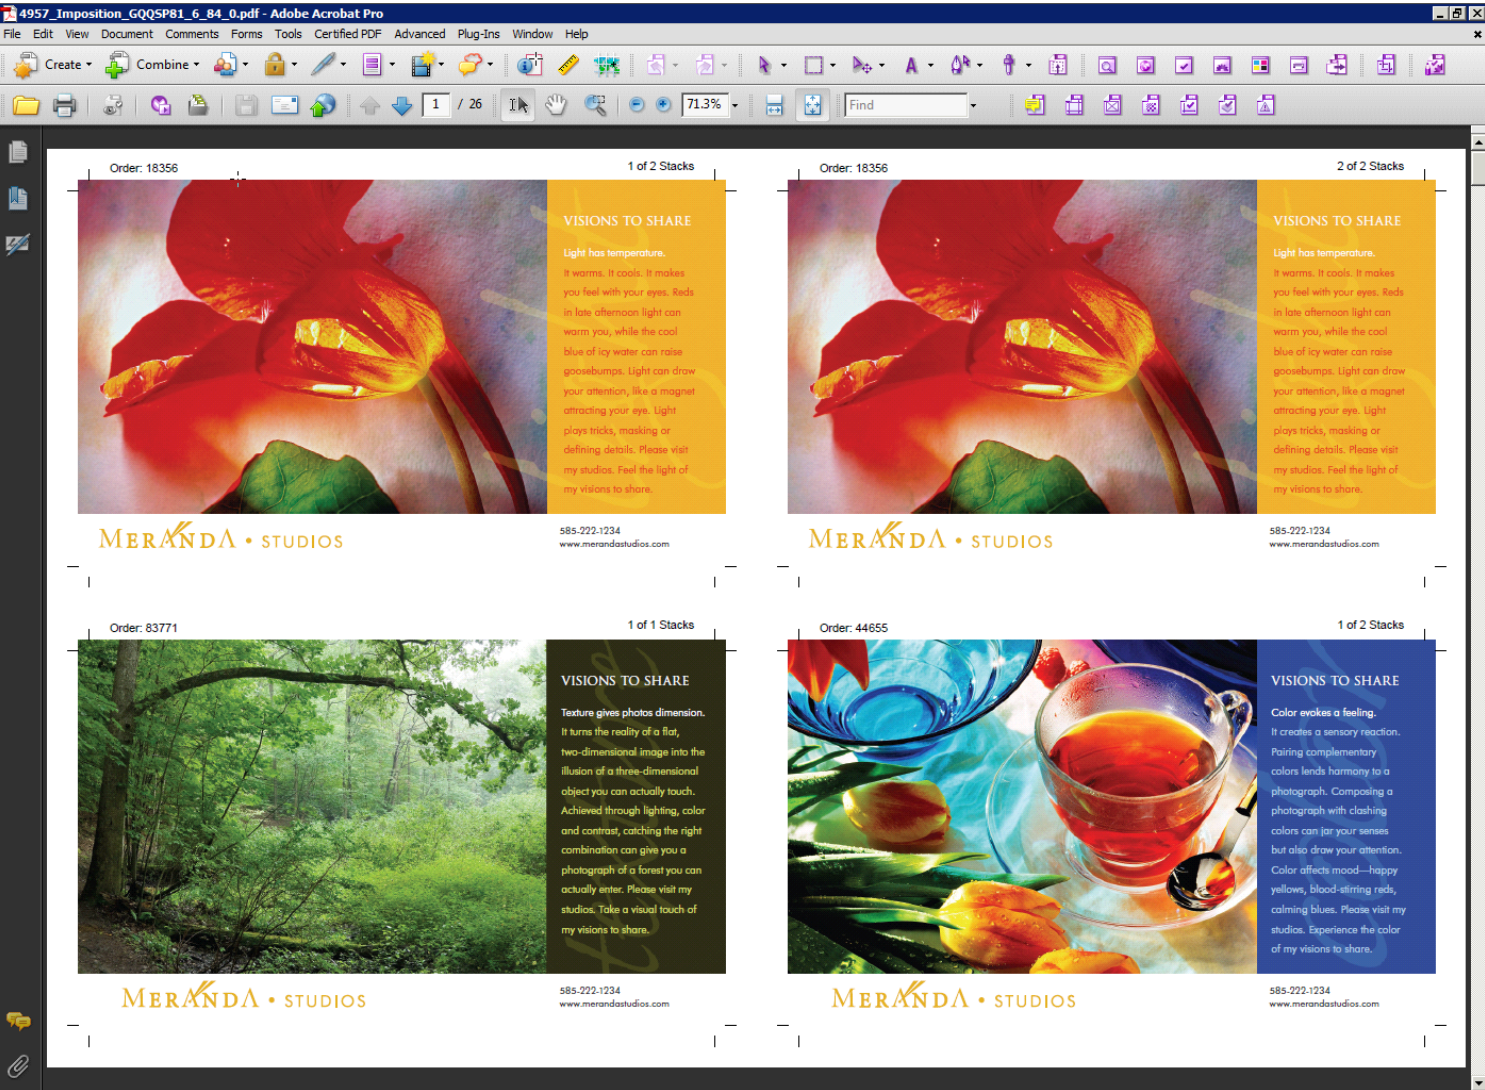 4957_Imposition_GQQSP81_6_84_0.pdf - Adobe Acrobat Pro
File Edit View Document Comments Forms Tools Certified PDF Advanced Plug-Ins Window Help
Create Combine
1 / 26 71.3% Find
Order: 18356 1 of 2 Stacks
VISIONS TO SHARE
Light has temperature.
It warms. It cools. It makes
you feel with your eyes. Reds
in late afternoon light can
warm you, while the cool
blue of icy water can raise
goosebumps. Light can draw
your attention, like a magnet
attracting your eye. Light
plays tricks, masking or
defining details. Please visit
my studios. Feel the light of
my visions to share.
MERANDA • STUDIOS
585-222-1234
www.merandastudios.com
Order: 18356 2 of 2 Stacks
VISIONS TO SHARE
Light has temperature.
It warms. It cools. It makes
you feel with your eyes. Reds
in late afternoon light can
warm you, while the cool
blue of icy water can raise
goosebumps. Light can draw
your attention, like a magnet
attracting your eye. Light
plays tricks, masking or
defining details. Please visit
my studios. Feel the light of
my visions to share.
MERANDA • STUDIOS
585-222-1234
www.merandastudios.com
Order: 83771 1 of 1 Stacks
VISIONS TO SHARE
Texture gives photos dimension.
It turns the reality of a flat,
two-dimensional image into the
illusion of a three-dimensional
object you can actually touch.
Achieved through lighting, color
and contrast, catching the right
combination can give you a
photograph of a forest you can
actually enter. Please visit my
studios. Take a visual touch of
my visions to share.
MERANDA • STUDIOS
585-222-1234
www.merandastudios.com
Order: 44655 1 of 2 Stacks
VISIONS TO SHARE
Color evokes a feeling.
It creates a sensory reaction.
Pairing complementary
colors lends harmony to a
photograph. Composing a
photograph with clashing
colors can jar your senses
but also draw your attention.
Color affects mood—happy
yellows, blood-stirring reds,
calming blues. Please visit my
studios. Experience the color
of my visions to share.
MERANDA • STUDIOS
585-222-1234
www.merandastudios.com